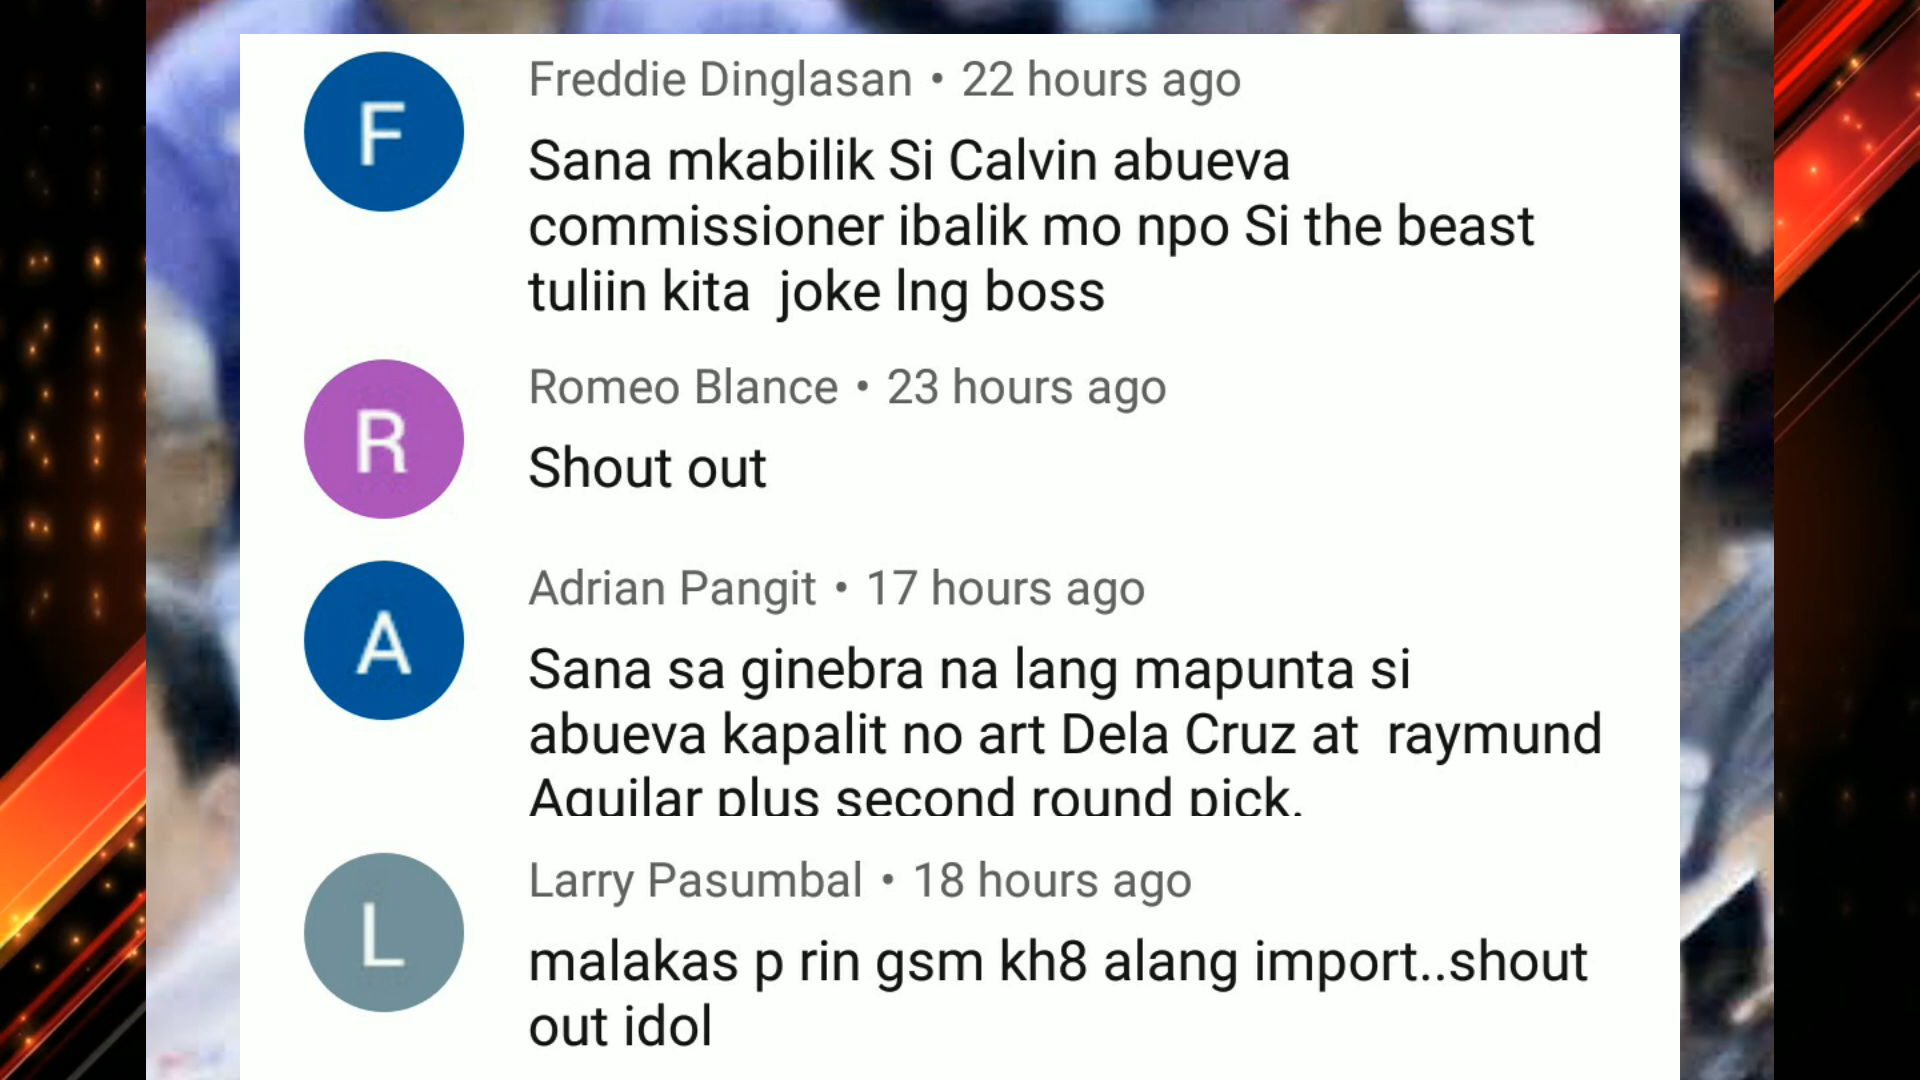 F
Freddie Dinglasan • 22 hours ago
Sana mkabilik Si Calvin abueva
commissioner ibalik mo npo Si the beast
tuliin kita  joke lng boss
R
Romeo Blance • 23 hours ago
Shout out
A
Adrian Pangit • 17 hours ago
Sana sa ginebra na lang mapunta si
abueva kapalit no art Dela Cruz at  raymund
Aguilar plus second round pick.
L
Larry Pasumbal • 18 hours ago
malakas p rin gsm kh8 alang import..shout
out idol